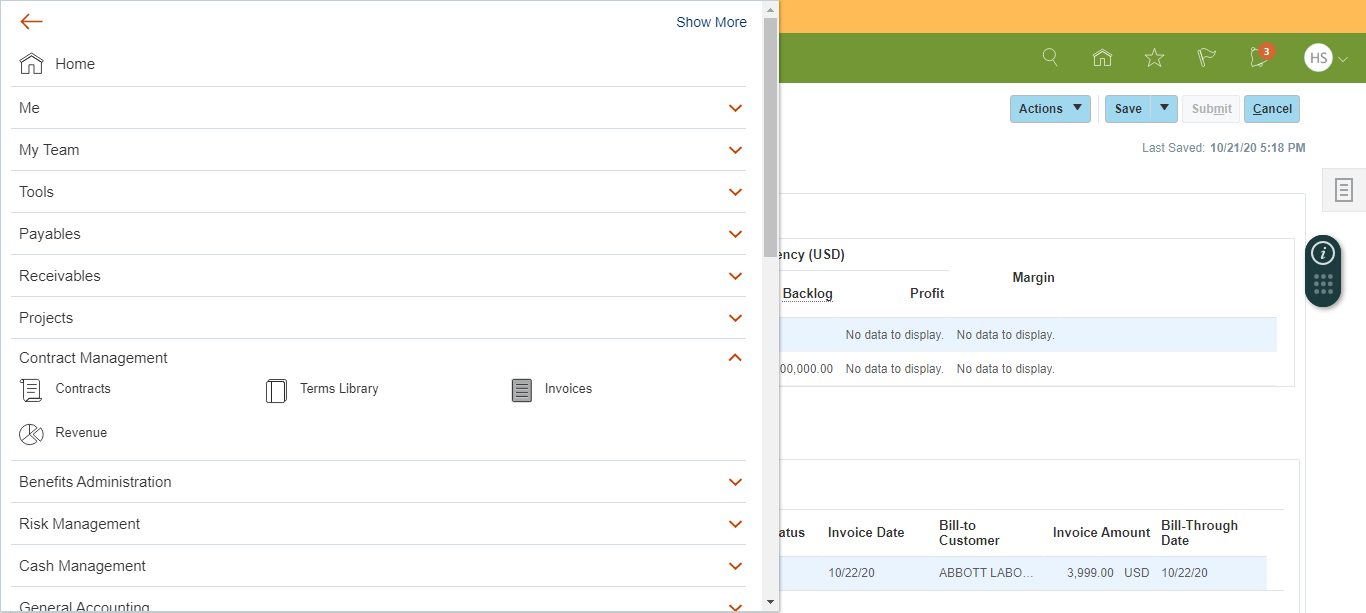 Show More
Home
Me
My Team
Tools
Payables
Receivables
Projects
Contract Management
Contracts
Terms Library
Invoices
Revenue
Benefits Administration
Risk Management
Cash Management
General Accounting
3
HS
Actions
Save
Submit
Cancel
Last Saved: 10/21/20 5:18 PM
ency (USD)
Margin
Backlog
Profit
No data to display. No data to display.
00,000.00 No data to display. No data to display.
atus
Invoice Date
Bill-to
Customer
Invoice Amount
Bill-Through
Date
10/22/20
ABBOTT LABO...
3,999.00 USD
10/22/20